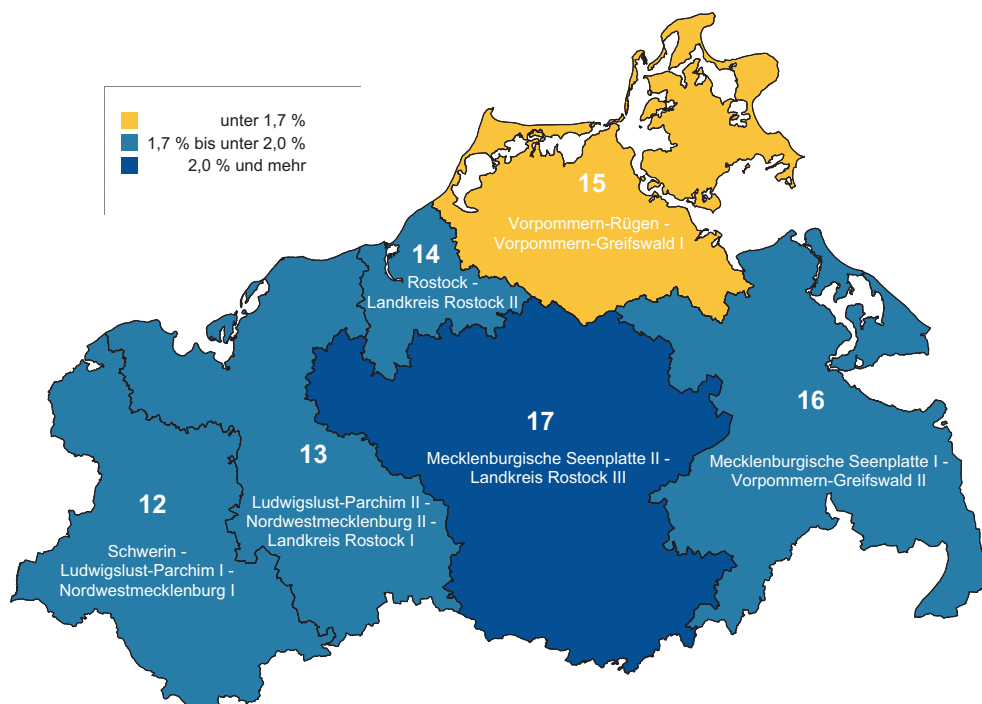 unter 1,7 %
1,7 % bis unter 2,0 %
2,0 % und mehr
15
Vorpommern-Rügen -
Vorpommern-Greifswald I
14
Rostock -
Landkreis Rostock II
16
Mecklenburgische Seenplatte I -
Vorpommern-Greifswald II
17
Mecklenburgische Seenplatte II -
Landkreis Rostock III
13
Ludwigslust-Parchim II -
Nordwestmecklenburg II -
Landkreis Rostock I
12
Schwerin -
Ludwigslust-Parchim I -
Nordwestmecklenburg I